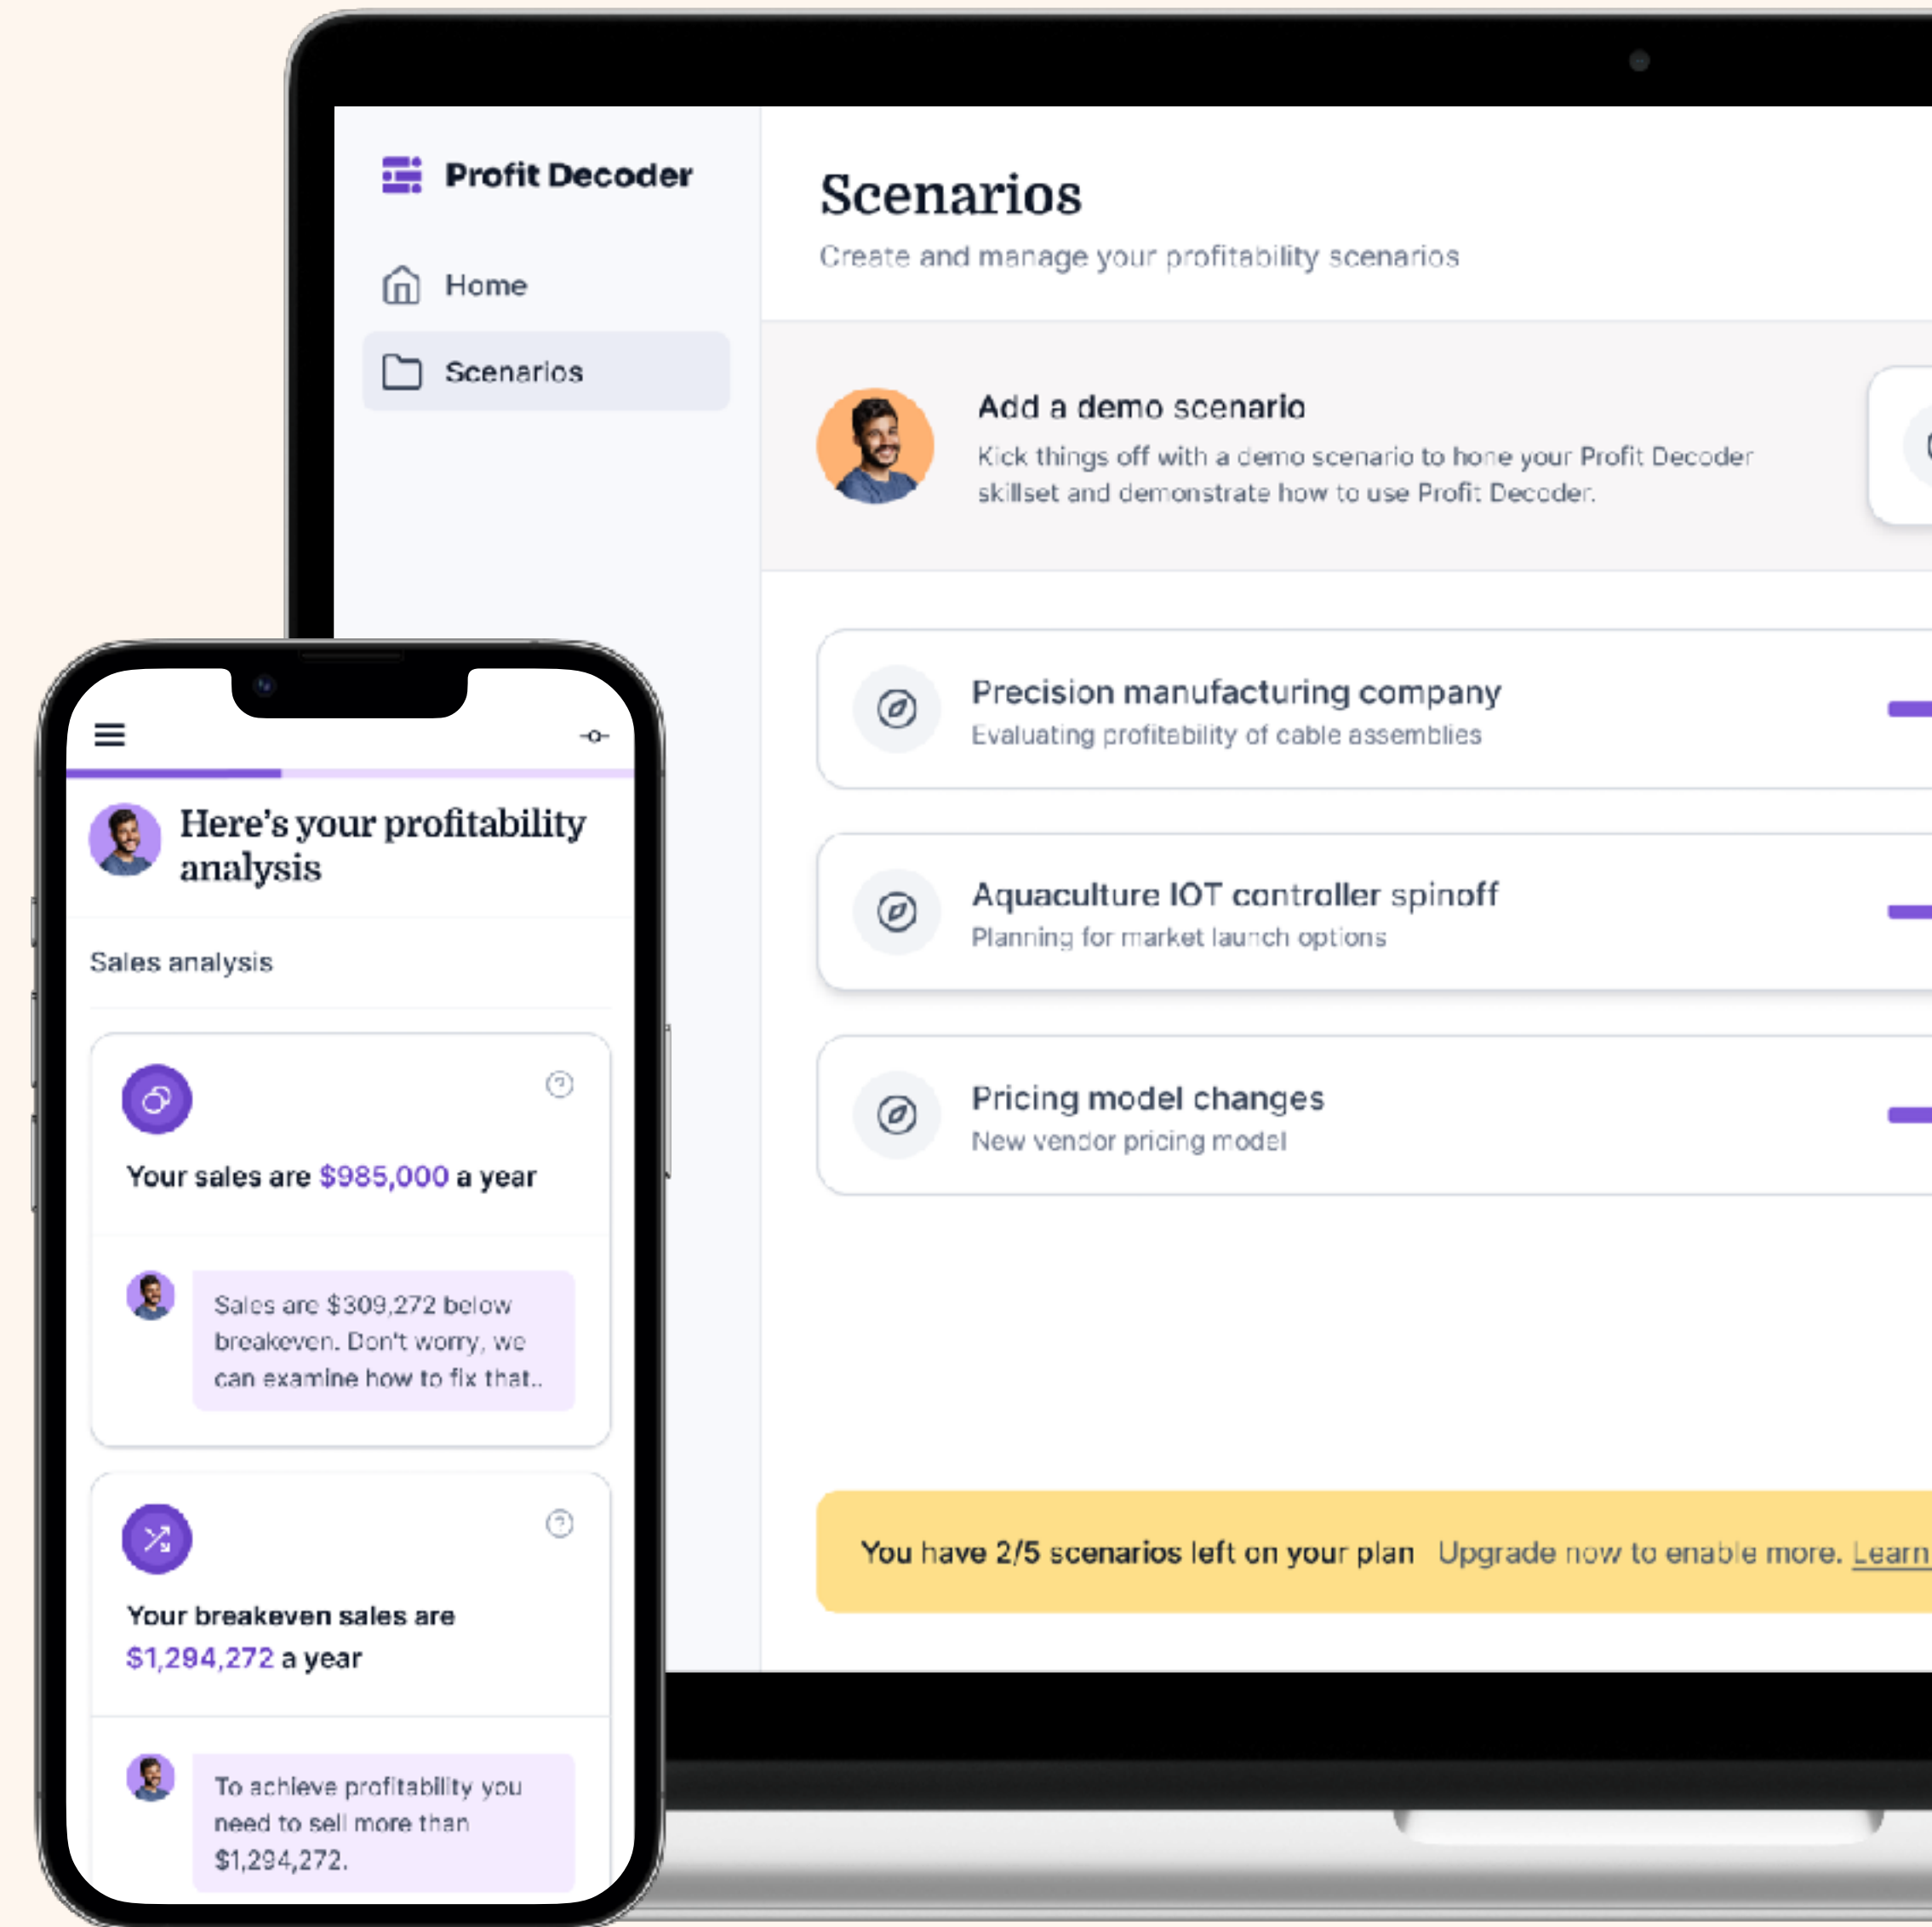 Profit Decoder
Home
Scenarios
Scenarios
Create and manage your profitability scenarios
Add a demo scenario
Kick things off with a demo scenario to hone your Profit Decoder
skillset and demonstrate how to use Profit Decoder.
Precision manufacturing company
Evaluating profitability of cable assemblies
Aquaculture IOT controller spinoff
Planning for market launch options
Pricing model changes
New vendor pricing model
You have 2/5 scenarios left on your plan Upgrade now to enable more. Learn
Here's your profitability
analysis
Sales analysis
Your sales are $985,000 a year
Sales are $309,272 below
breakeven. Don't worry, we
can examine how to fix that..
Your breakeven sales are
$1,294,272 a year
To achieve profitability you
need to sell more than
$1,294,272.